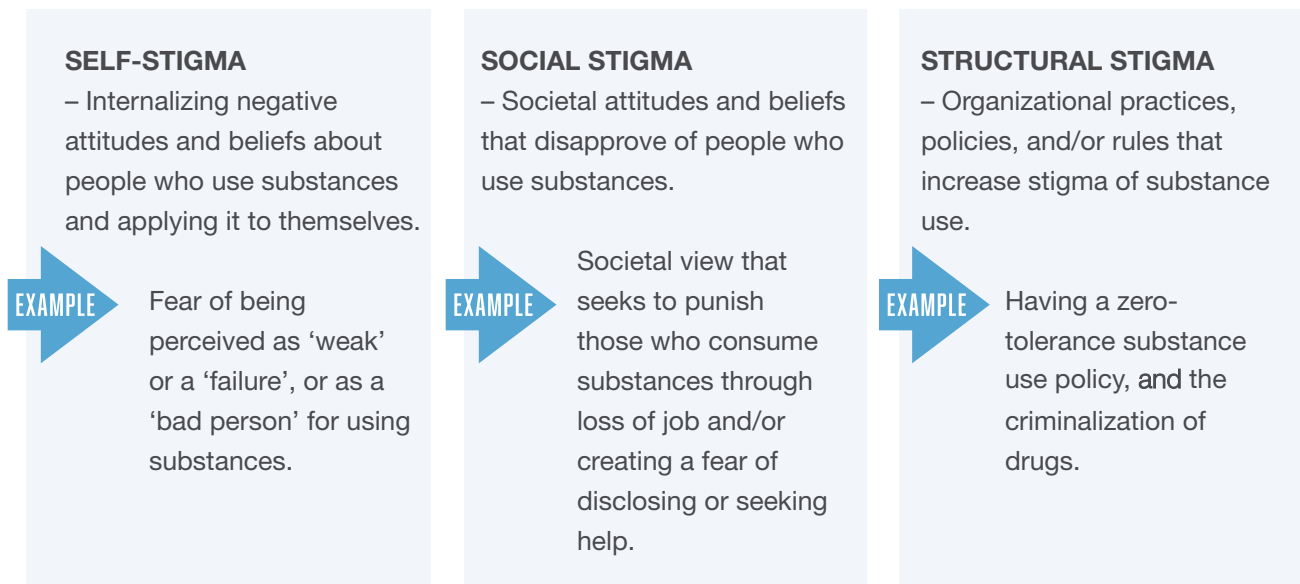 SELF-STIGMA
– Internalizing negative
attitudes and beliefs about
people who use substances
and applying it to themselves.
EXAMPLE
Fear of being
perceived as ‘weak’
or a ‘failure’, or as a
‘bad person’ for using
substances.
SOCIAL STIGMA
– Societal attitudes and beliefs
that disapprove of people who
use substances.
EXAMPLE
Societal view that
seeks to punish
those who consume
substances through
loss of job and/or
creating a fear of
disclosing or seeking
help.
STRUCTURAL STIGMA
– Organizational practices,
policies, and/or rules that
increase stigma of substance
use.
EXAMPLE
Having a zero-
tolerance substance
use policy, and the
criminalization of
drugs.